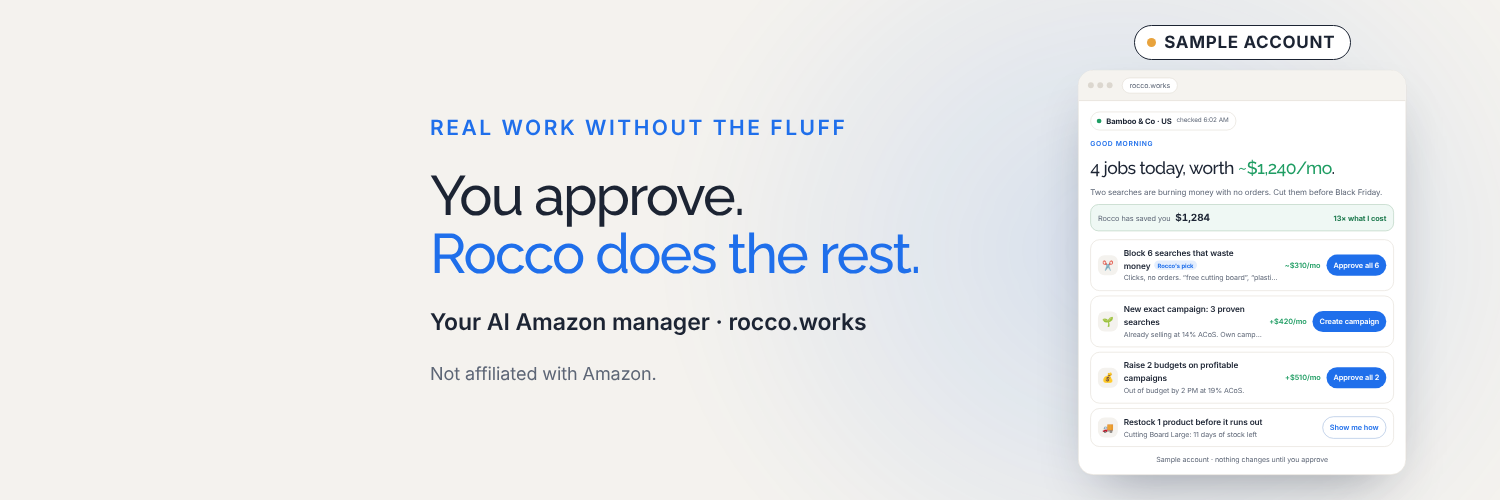 REAL WORK WITHOUT THE FLUFF
You approve.
Rocco does the rest.
Your AI Amazon manager · rocco.works
Not affiliated with Amazon.
SAMPLE ACCOUNT
rocco.works
Bamboo & Co · US checked 6:02 AM
GOOD MORNING
4 jobs today, worth ~$1,240/mo.
Two searches are burning money with no orders. Cut them before Black Friday.
Rocco has saved you $1,284 13× what I cost
Block 6 searches that waste
money Rocco's pick
Clicks, no orders. "free cutting board", "plasti...
~$310/mo Approve all 6
New exact campaign: 3 proven
searches
Already selling at 14% ACoS. Own camp...
+$420/mo Create campaign
Raise 2 budgets on profitable
campaigns
Out of budget by 2 PM at 19% ACoS.
+$510/mo Approve all 2
Restock 1 product before it runs out
Cutting Board Large: 11 days of stock left
Show me how
Sample account · nothing changes until you approve